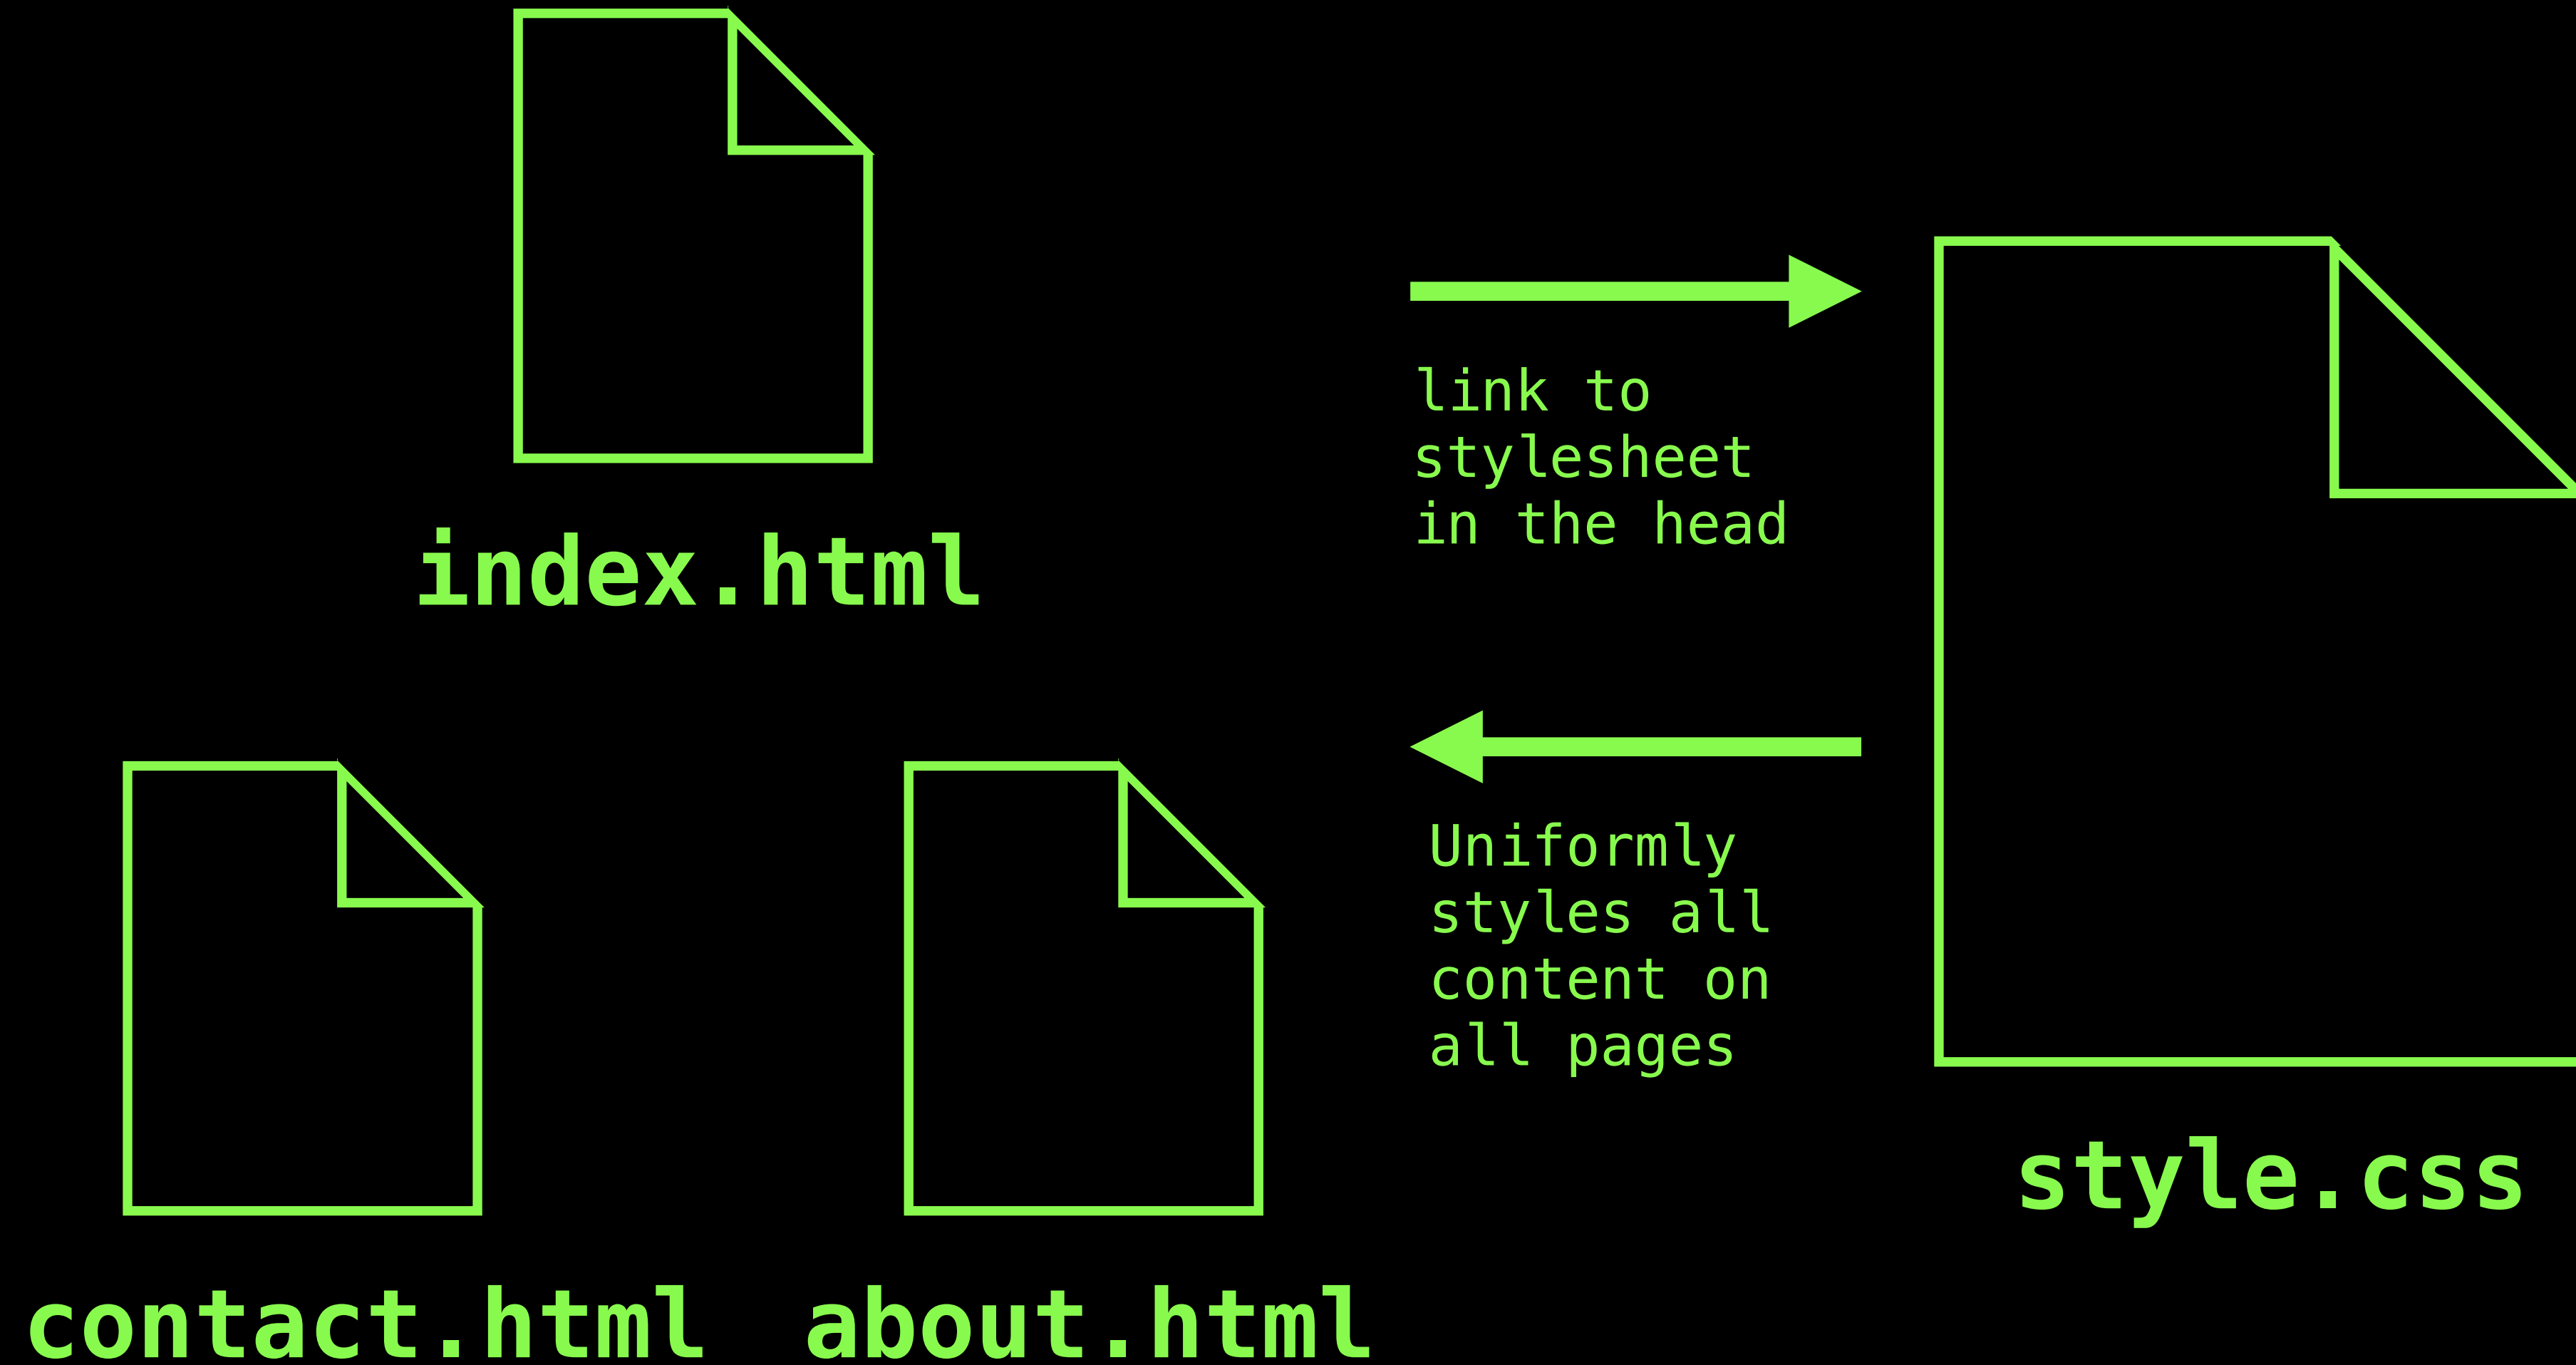 index.html
link to
stylesheet
in the head
Uniformly
styles all
content on
all pages
style.css
contact.html
about.html